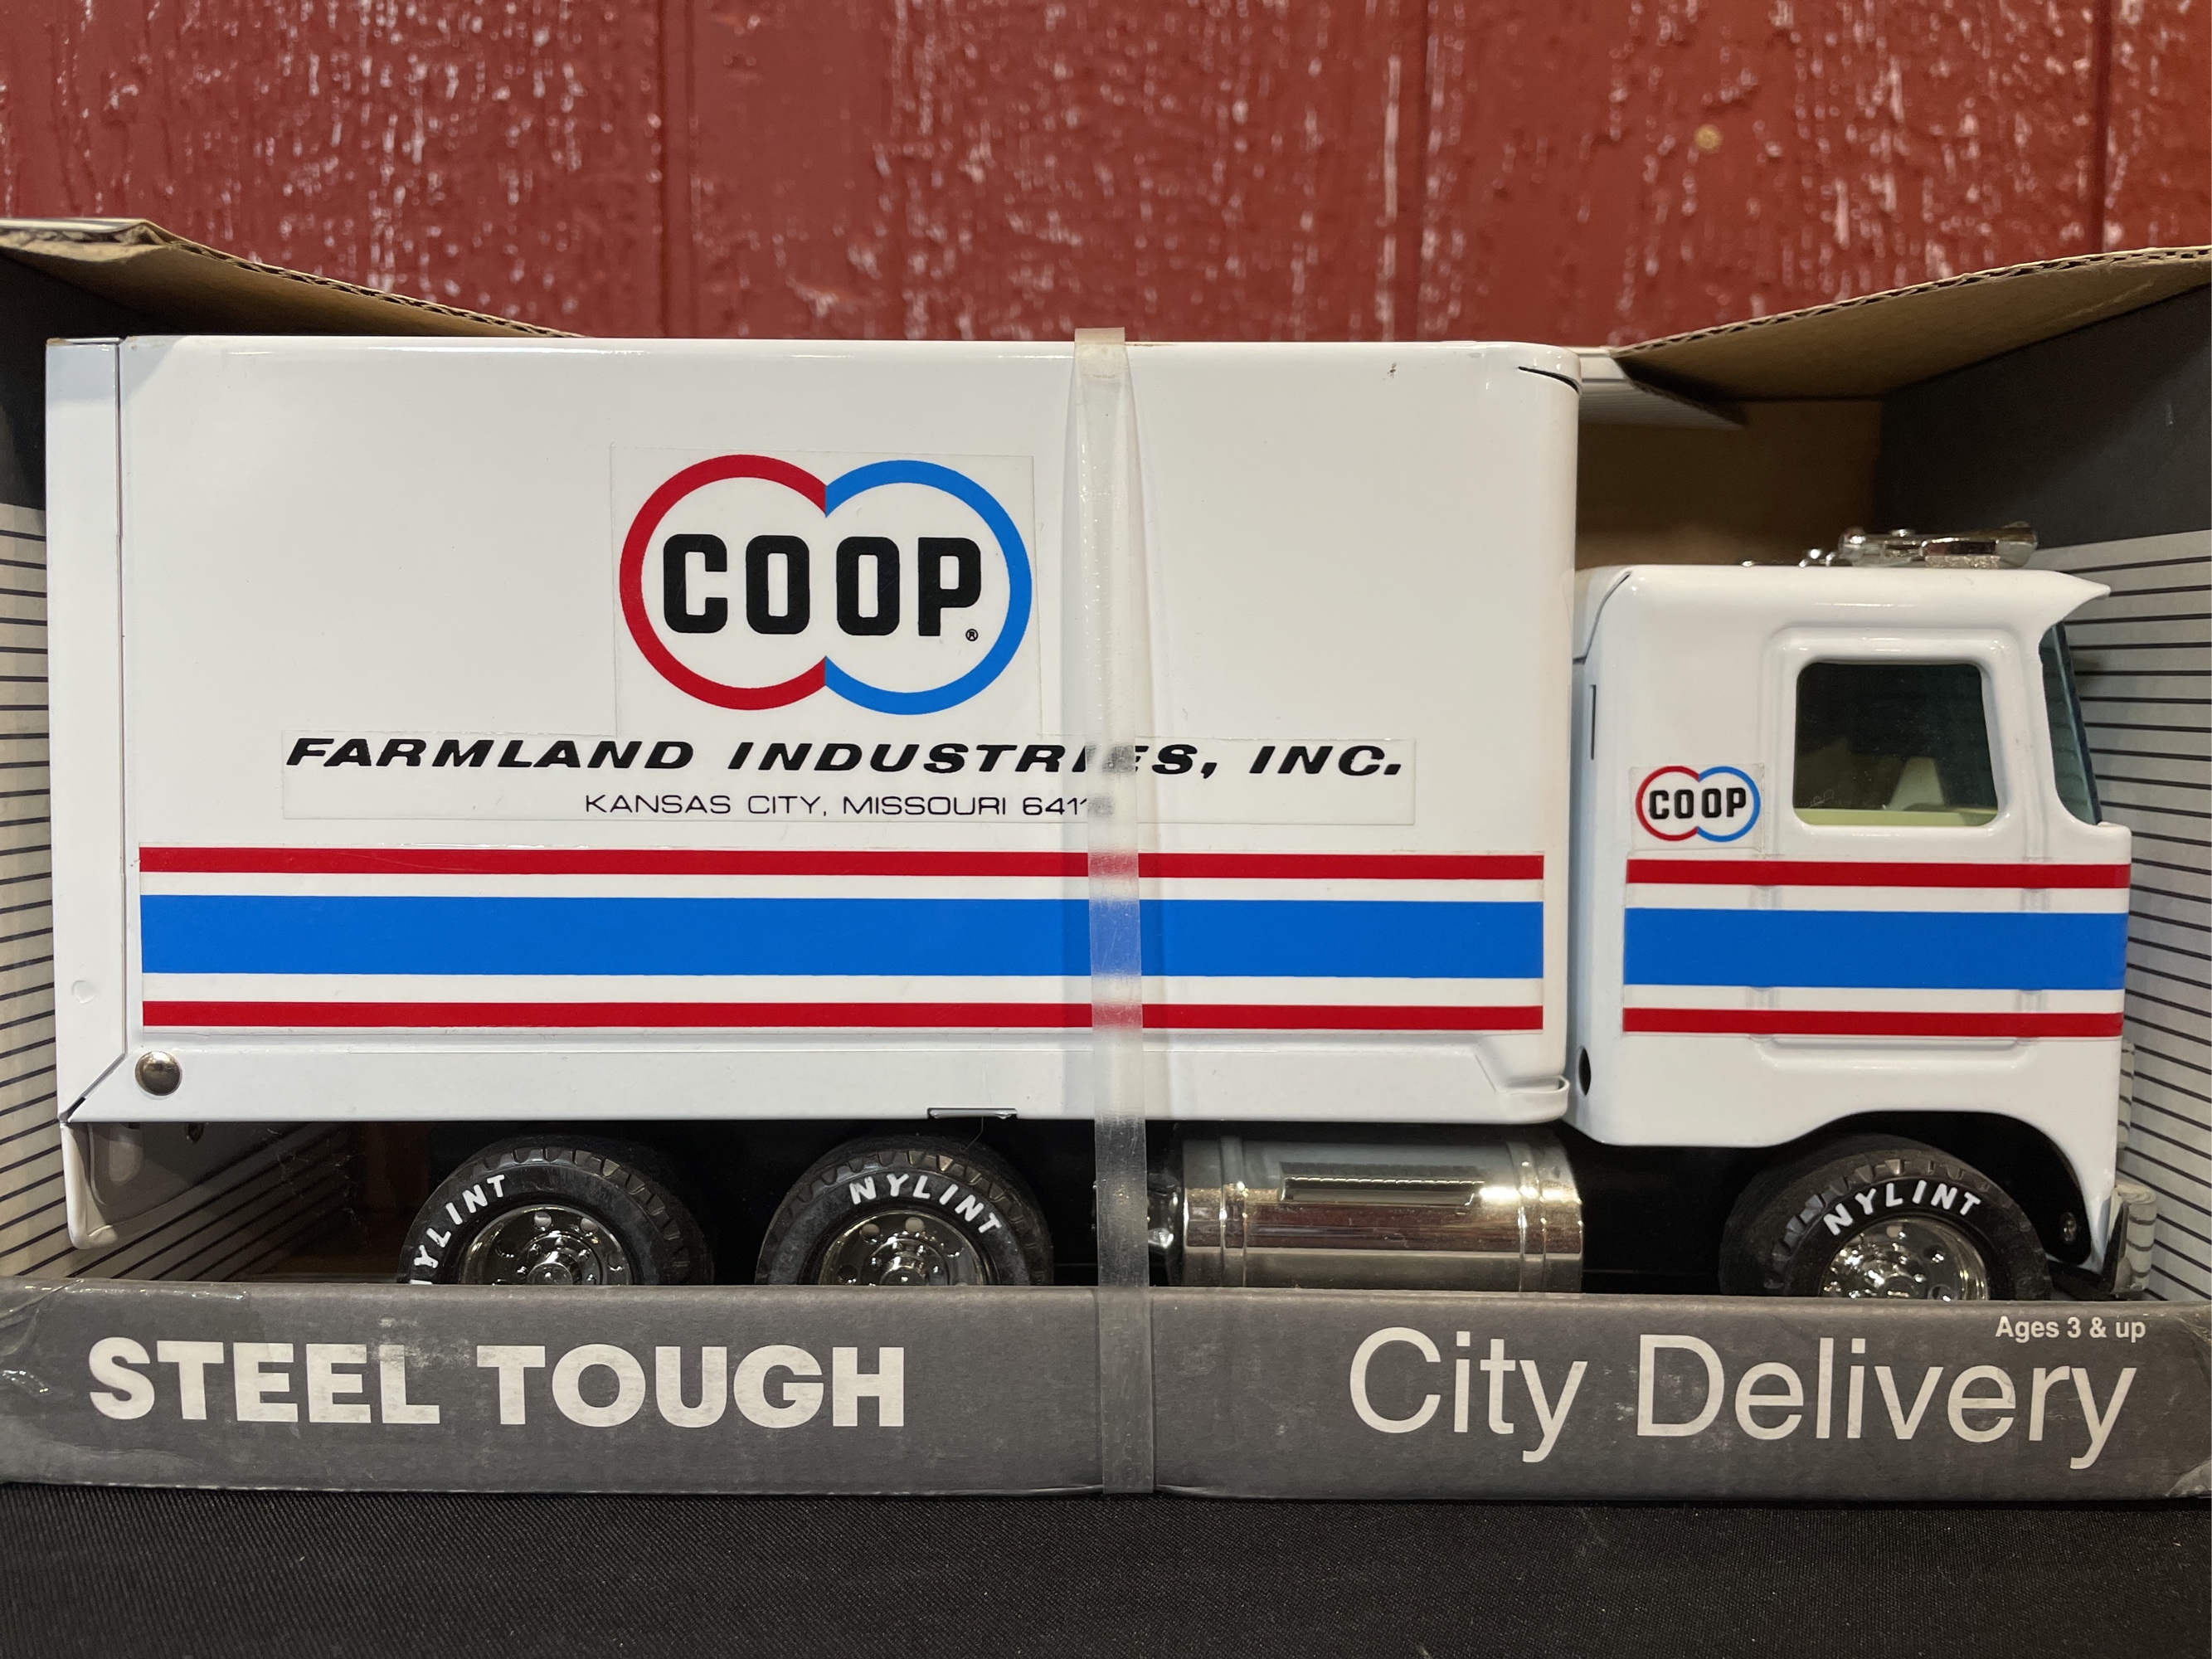 COOP®
FARMLAND INDUSTRIES, INC.
KANSAS CITY, MISSOURI
COOP
NYLINT
NYLINT
NYLINT
Ages 3 & up
STEEL TOUGH
City Delivery